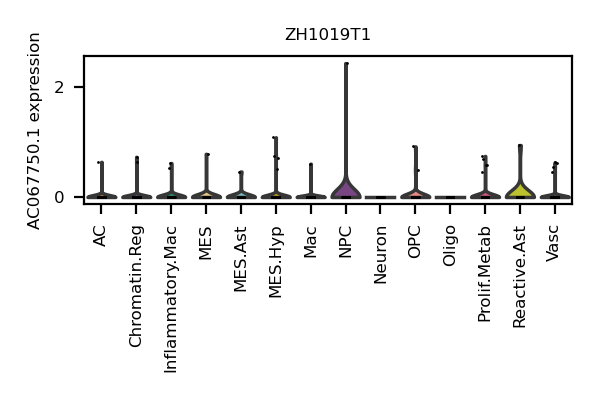 ZH1019T1
AC067750.1 expression
2
0
AC
Chromatin.Reg
Inflammatory.Mac
MES
MES.Ast
MES.Hyp
Mac
NPC
Neuron
OPC
Oligo
Prolif.Metab
Reactive.Ast
Vasc